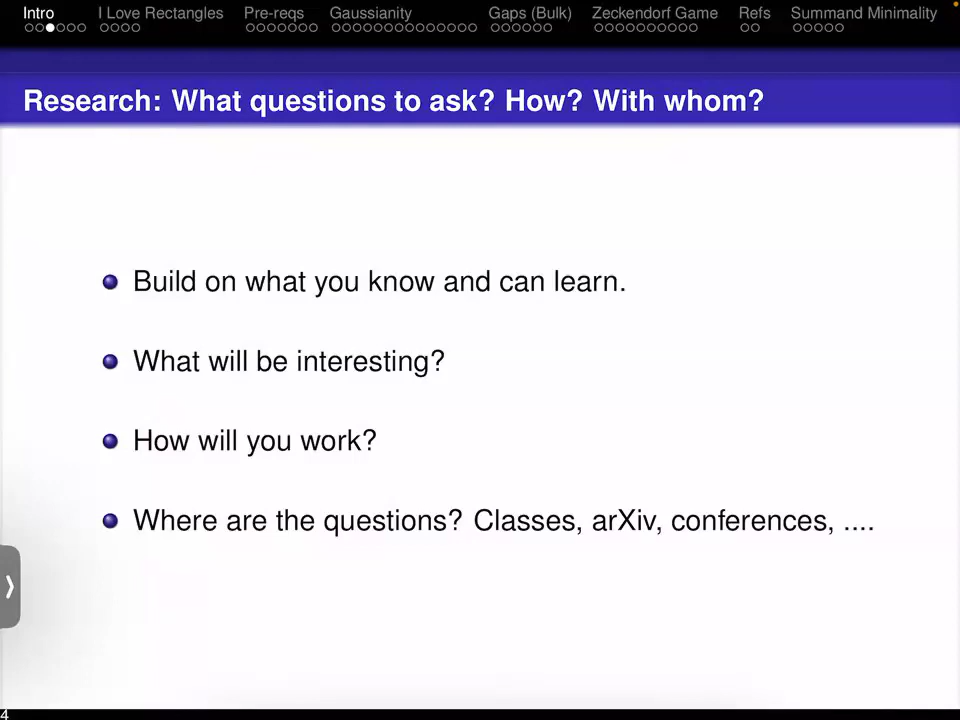 Intro I Love Rectangles Pre-reqs Gaussianity Gaps (Bulk) Zeckendorf Game Refs Summand Minimality
Research: What questions to ask? How? With whom?
Build on what you know and can learn.
What will be interesting?
How will you work?
Where are the questions? Classes, arXiv, conferences, ....
4